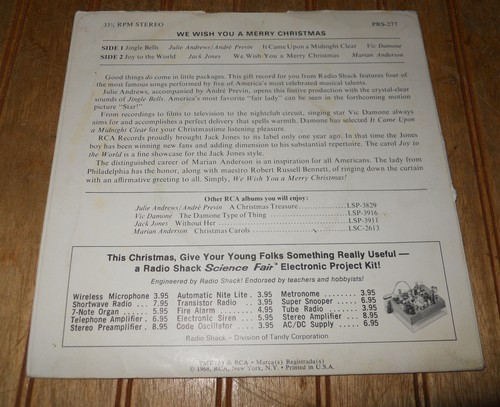 33⅓ RPM STEREO PRS-277
WE WISH YOU A MERRY CHRISTMAS
SIDE 1 Jingle Bells Julie Andrews/André Previn It Came Upon a Midnight Clear Vic Damone
SIDE 2 Joy to the World Jack Jones We Wish You a Merry Christmas Marian Anderson
Good things do come in little packages. This gift record for you from Radio Shack features four of
the most famous songs performed by five of America's most celebrated musical talents.
Julie Andrews, accompanied by André Previn, opens this festive production with the crystal-clear
sounds of Jingle Bells. America's most favorite "fair lady" can be seen in the forthcoming motion
picture "Star!"
From recordings to films to television to the nightclub circuit, singing star Vic Damone always
aims for and accomplishes a perfect delivery that spells warmth. Damone has selected It Came Upon
a Midnight Clear for your Christmastime listening pleasure.
RCA Records proudly brought Jack Jones to its label only one year ago. In that time the Jones
boy has been winning new fans and adding dimension to his substantial repertoire. The carol Joy to
the World is a fine showcase for the Jack Jones style.
The distinguished career of Marian Anderson is an inspiration for all Americans. The lady from
Philadelphia has the honor, along with maestro Robert Russell Bennett, of ringing down the curtain
with an affirmative greeting to all. Simply, We Wish You a Merry Christmas!
Other RCA albums you will enjoy:
Julie Andrews/André Previn A Christmas Treasure LSP-3829
Vic Damone The Damone Type of Thing LSP-3916
Jack Jones Without Her LSP-3911
Marian Anderson Christmas Carols LSC-2613
This Christmas, Give Your Young Folks Something Really Useful —
a Radio Shack Science Fair™ Electronic Project Kit!
Engineered by Radio Shack! Endorsed by teachers and hobbyists!
Wireless Microphone 3.95 Automatic Nite Lite . 3.95 Metronome ........ 3.95
Shortwave Radio ... 7.95 Transistor Radio . . 3.95 Super Snooper .... 6.95
7-Note Organ ..... 5.95 Fire Alarm ........ 4.95 Tube Radio ....... 3.95
Telephone Amplifier . 6.95 Electronic Siren ... 5.95 Stereo Amplifier ... 8.95
Stereo Preamplifier . 8.95 Code Oscillator .... 3.95 AC/DC Supply ..... 6.95
Radio Shack – Division of Tandy Corporation
TMK(s) ® RCA • Marca(s) Registrada(s)
© 1968, RCA, New York, N.Y. • Printed in U.S.A.